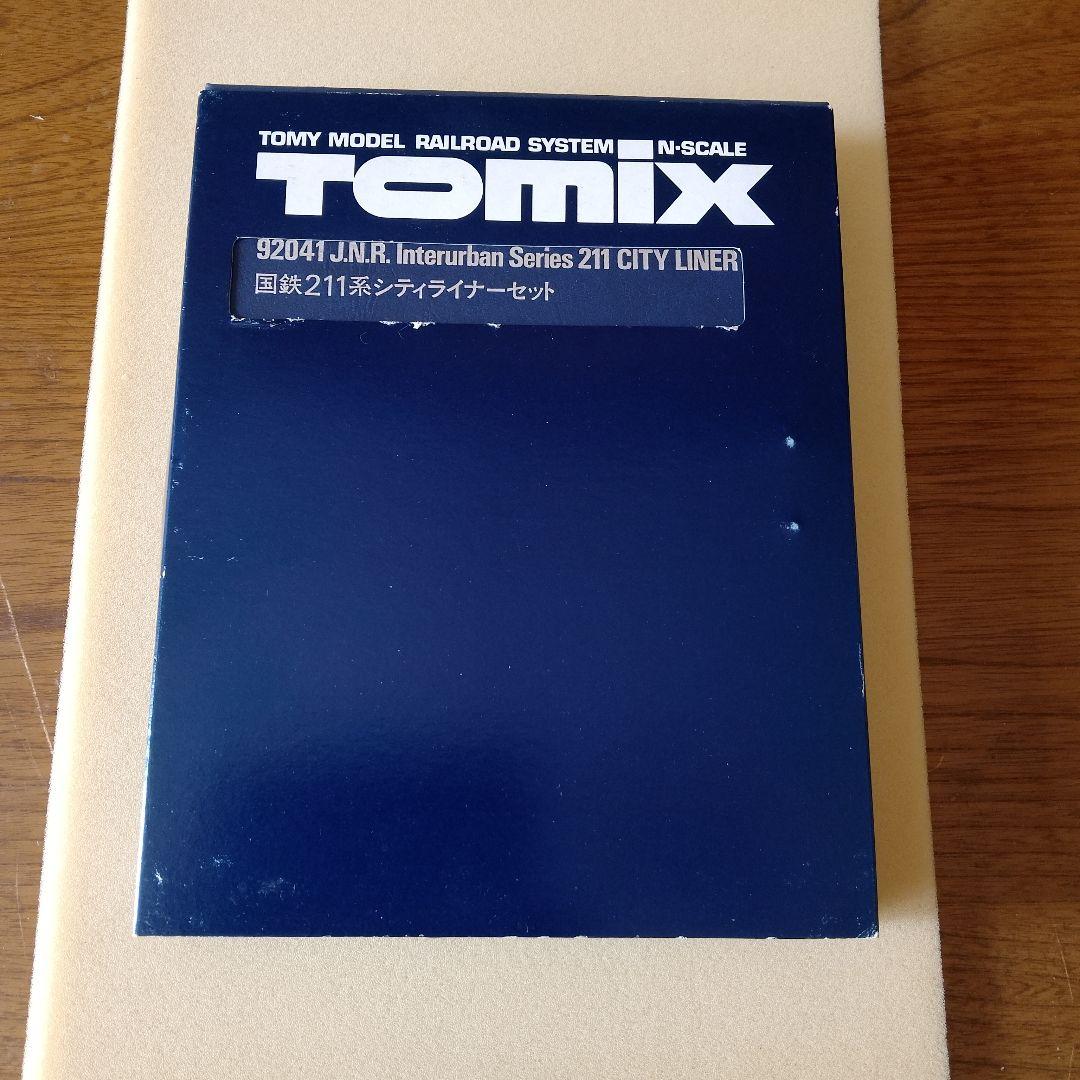 TOMY MODEL RAILROAD SYSTEM N·SCALE
TOMIX
92041 J.N.R. Interurban Series 211 CITY LINER
国鉄211系シティライナーセット